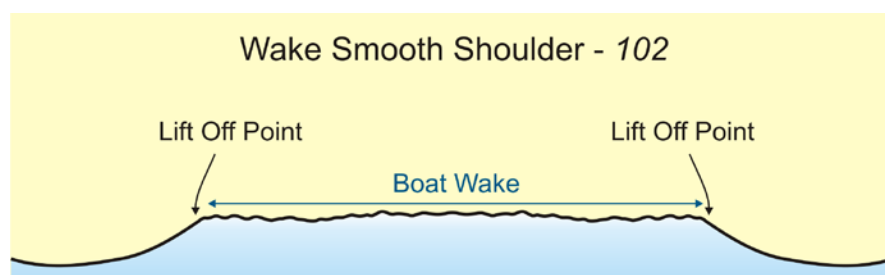 Wake Smooth Shoulder - 102
Lift Off Point
Lift Off Point
Boat Wake